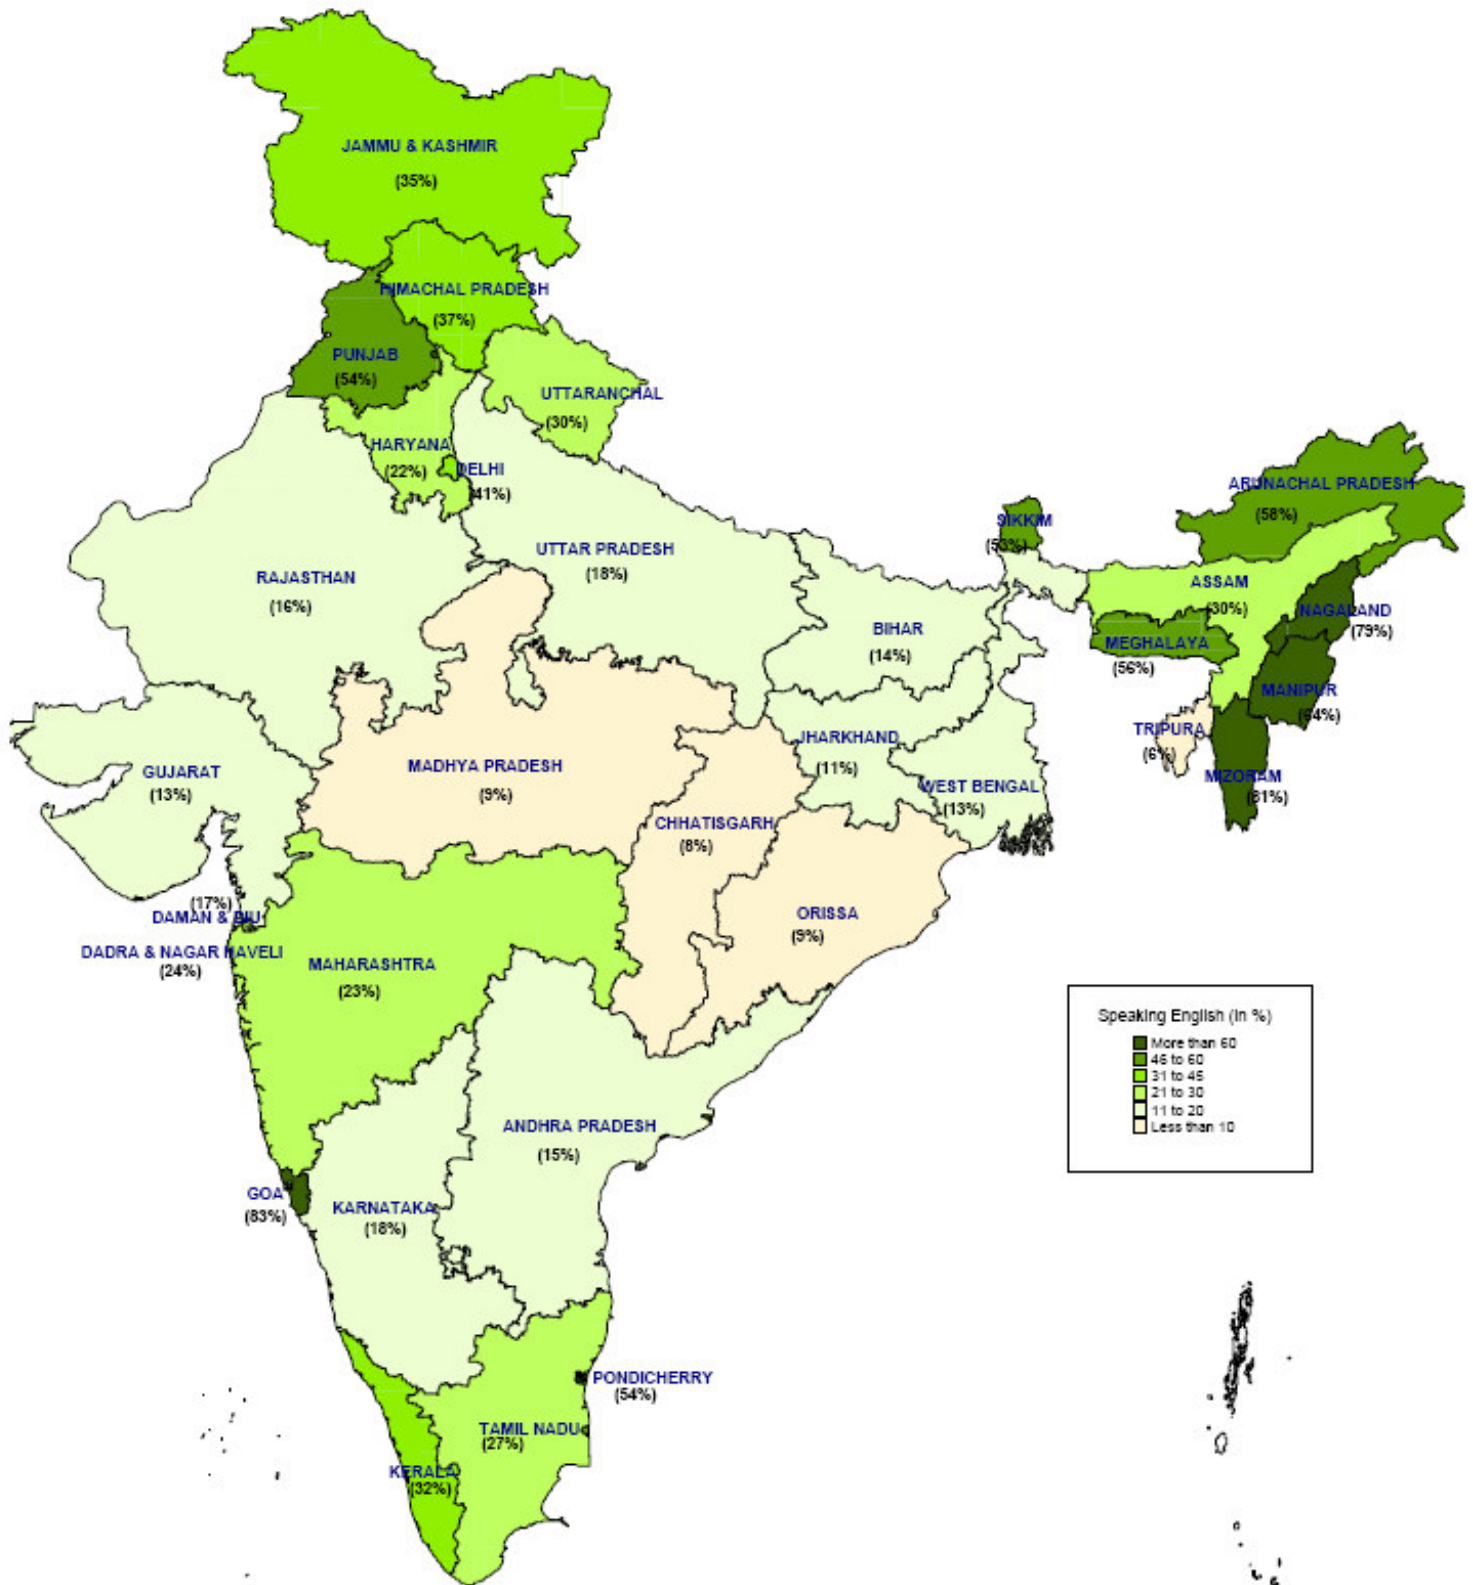 JAMMU & KASHMIR
(35%)
HIMACHAL PRADESH
(37%)
PUNJAB
(54%)
UTTARANCHAL
(30%)
HARYANA
(22%)
DELHI
(41%)
ARUNACHAL PRADESH
(58%)
SIKKIM
(53%)
UTTAR PRADESH
(18%)
RAJASTHAN
(16%)
ASSAM
(30%)
NAGALAND
(79%)
BIHAR
(14%)
MEGHALAYA
(56%)
MANIPUR
(64%)
TRIPURA
(6%)
MIZORAM
(81%)
JHARKHAND
(11%)
MADHYA PRADESH
(9%)
GUJARAT
(13%)
WEST BENGAL
(13%)
CHHATISGARH
(8%)
ORISSA
(9%)
(17%)
DAMAN & DIU
DADRA & NAGAR HAVELI
(24%)
MAHARASHTRA
(23%)
Speaking English (in %)
More than 60
46 to 60
31 to 45
21 to 30
11 to 20
Less than 10
ANDHRA PRADESH
(15%)
GOA
(83%)
KARNATAKA
(18%)
PONDICHERRY
(54%)
TAMIL NADU
(27%)
KERALA
(32%)